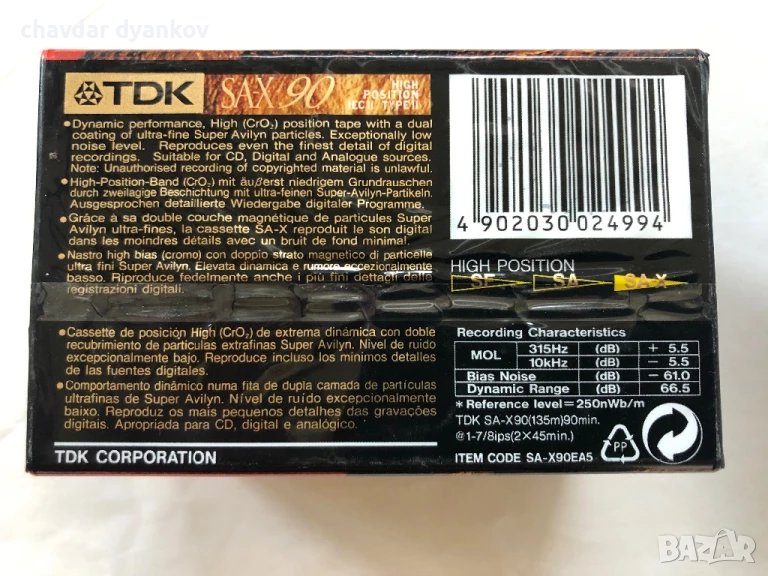 chavdar dyankov
TDK SA-X 90 HIGH POSITION IEC II TYPE II
•Dynamic performance, High (CrO₂) position tape with a dual
coating of ultra-fine Super Avilyn particles. Exceptionally low
noise level. Reproduces even the finest detail of digital
recordings. Suitable for CD, Digital and Analogue sources.
Note: Unauthorised recording of copyrighted material is unlawful.
•High-Position-Band (CrO₂) mit äußerst niedrigem Grundrauschen
durch zweilagige Beschichtung mit ultra-feinen Super-Avilyn-Partikeln.
Ausgesprochen detaillierte Wiedergabe digitaler Programme.
•Grâce à sa double couche magnétique de particules Super
Avilyn ultra-fines, la cassette SA-X reproduit le son digital
dans les moindres détails avec un bruit de fond minimal.
•Nastro high bias (cromo) con doppio strato magnetico di particelle
ultra fini Super Avilyn. Elevata dinamica e rumore eccezionalmente
basso. Riproduce fedelmente anche i più fini dettagli delle
registrazioni digitali.
•Cassette de posición High (CrO₂) de extrema dinámica con doble
recubrimiento de partículas extrafinas Super Avilyn. Nivel de ruido
excepcionalmente bajo. Reproduce incluso los mínimos detalles
de las fuentes digitales.
•Comportamento dinâmico numa fita de dupla camada de partículas
ultrafinas de Super Avilyn. Nível de ruído excepcionalmente
baixo. Reproduz os mais pequenos detalhes das gravações
digitais. Apropriada para CD, digital e analógico.
TDK CORPORATION
4 902030 024994
HIGH POSITION
SF SA SA-X
Recording Characteristics
MOL 315Hz (dB) + 5.5
10kHz (dB) − 5.5
Bias Noise (dB) −61.0
Dynamic Range (dB) 66.5
* Reference level=250nWb/m
TDK SA-X90(135m)90min.
@1-7/8ips(2×45min.)
ITEM CODE SA-X90EA5
PP
BAZAR